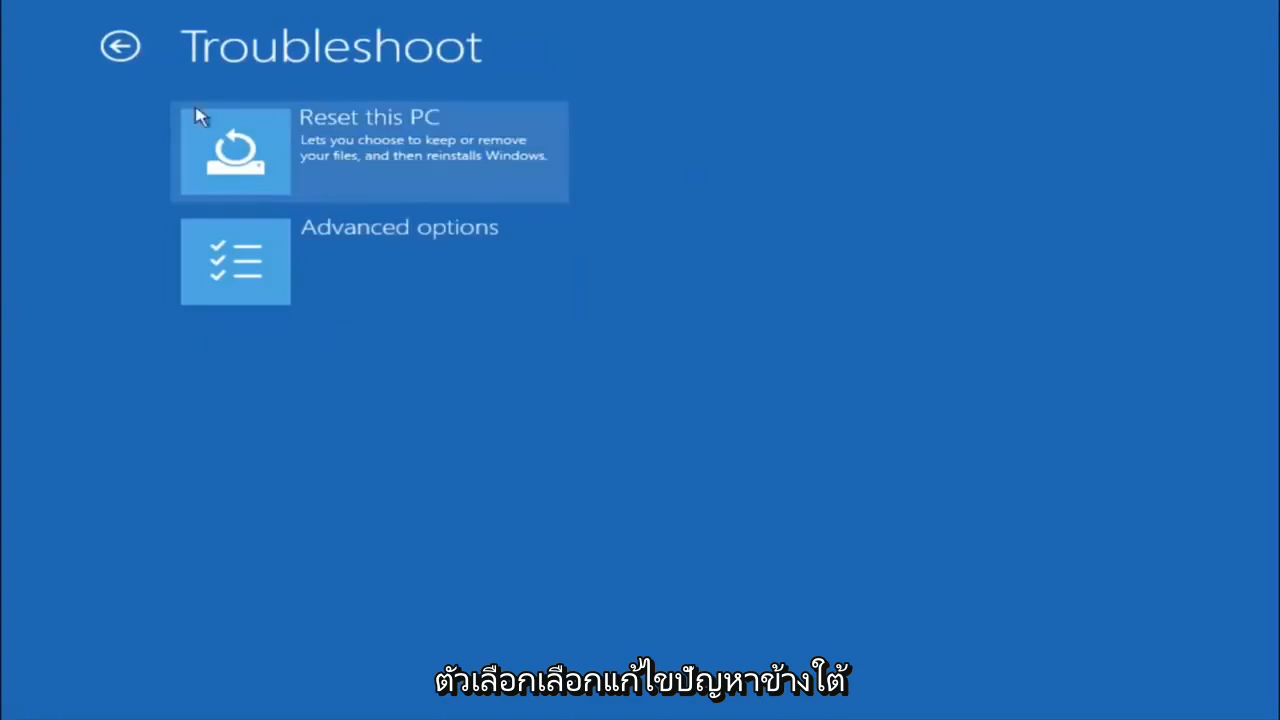 Troubleshoot
Reset this PC
Lets you choose to keep or remove
your files, and then reinstalls Windows.
Advanced options
ตัวเลือกเลือกแก้ไขปัญหาข้างใต้